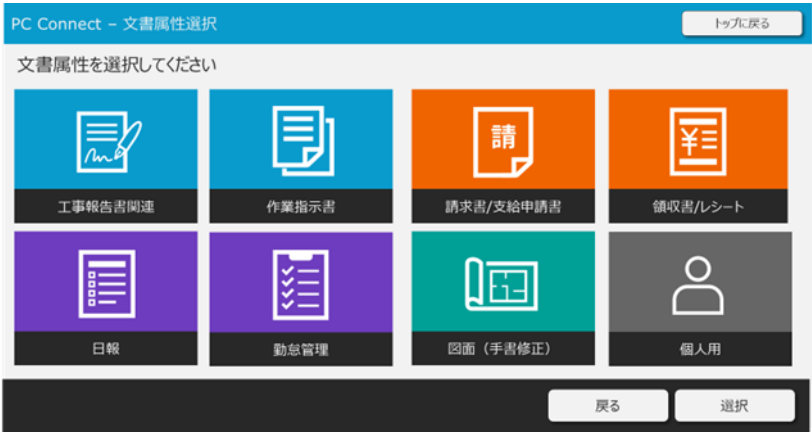 PC Connect – 文書属性選択
トップに戻る
文書属性を選択してください
請
¥
工事報告書関連
作業指示書
請求書/支給申請書
領収書/レシート
日報
勤怠管理
図面（手書修正）
個人用
戻る
選択